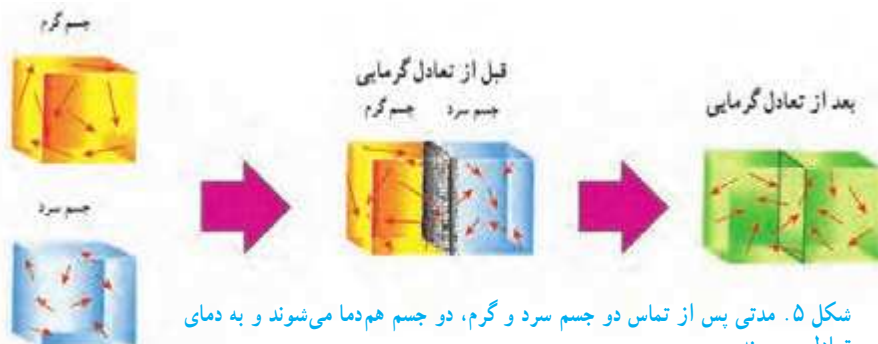 جسم گرم
جسم سرد
قبل از تعادل گرمایی
جسم گرم جسم سرد
بعد از تعادل گرمایی
شکل ۵. مدتی پس از تماس دو جسم سرد و گرم، دو جسم هم‌دما می‌شوند و به دمای